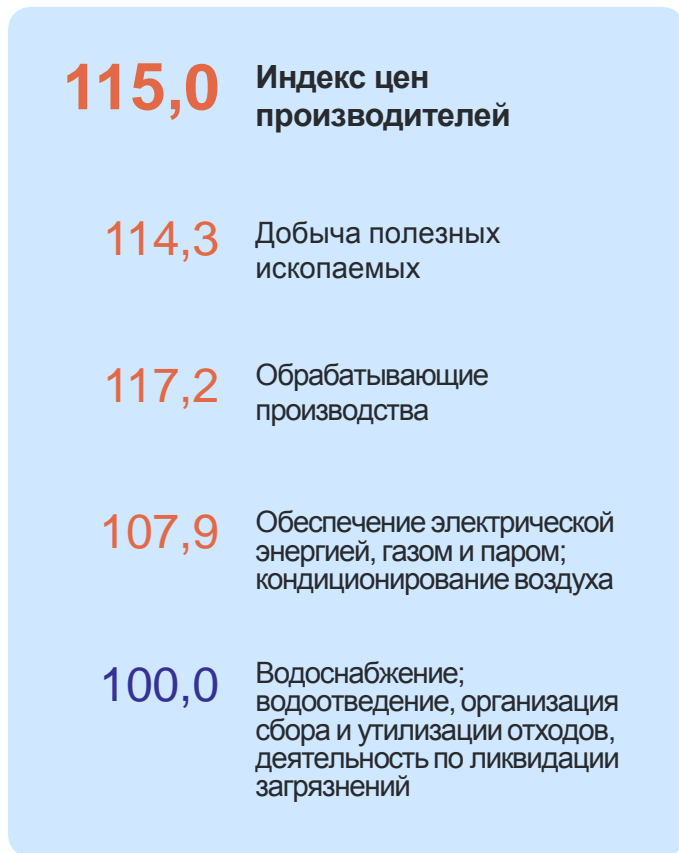 115,0 Индекс цен
производителей
114,3 Добыча полезных
ископаемых
117,2 Обрабатывающие
производства
107,9 Обеспечение электрической
энергией, газом и паром;
кондиционирование воздуха
100,0 Водоснабжение;
водоотведение, организация
сбора и утилизации отходов,
деятельность по ликвидации
загрязнений